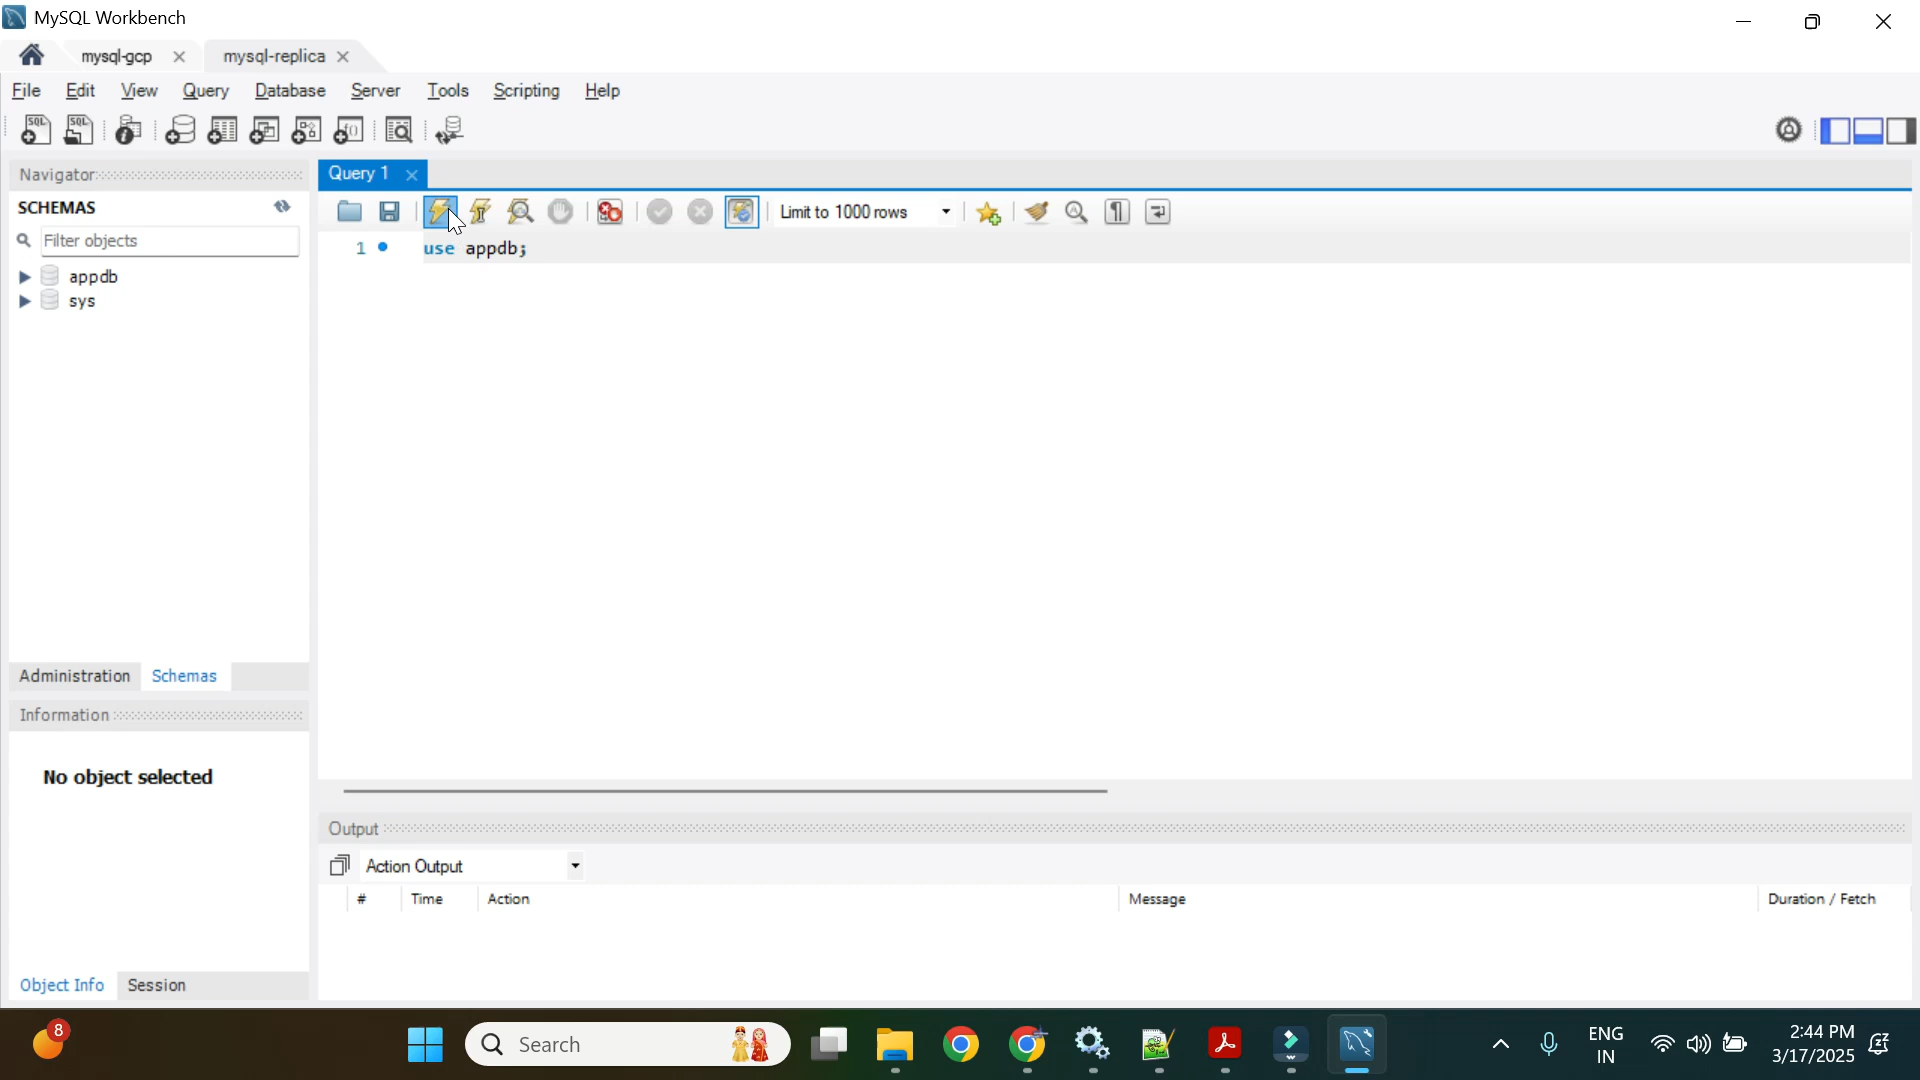 MySQL Workbench
mysql-gcp mysql-replica
File Edit View Query Database Server Tools Scripting Help
Navigator
SCHEMAS
Filter objects
appdb
sys
Administration Schemas
Information
No object selected
Object Info Session
Query 1
Limit to 1000 rows
1 use appdb;
Output
Action Output
# Time Action Message Duration / Fetch
8
Search
ENG
IN
2:44 PM
3/17/2025